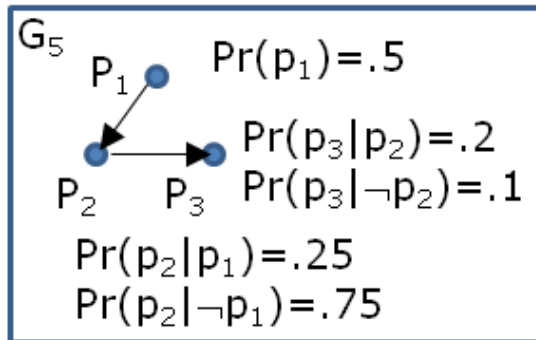 G₅
P₁ Pr(p₁)=.5
Pr(p₃|p₂)=.2
P₂ P₃ Pr(p₃|¬p₂)=.1
Pr(p₂|p₁)=.25
Pr(p₂|¬p₁)=.75